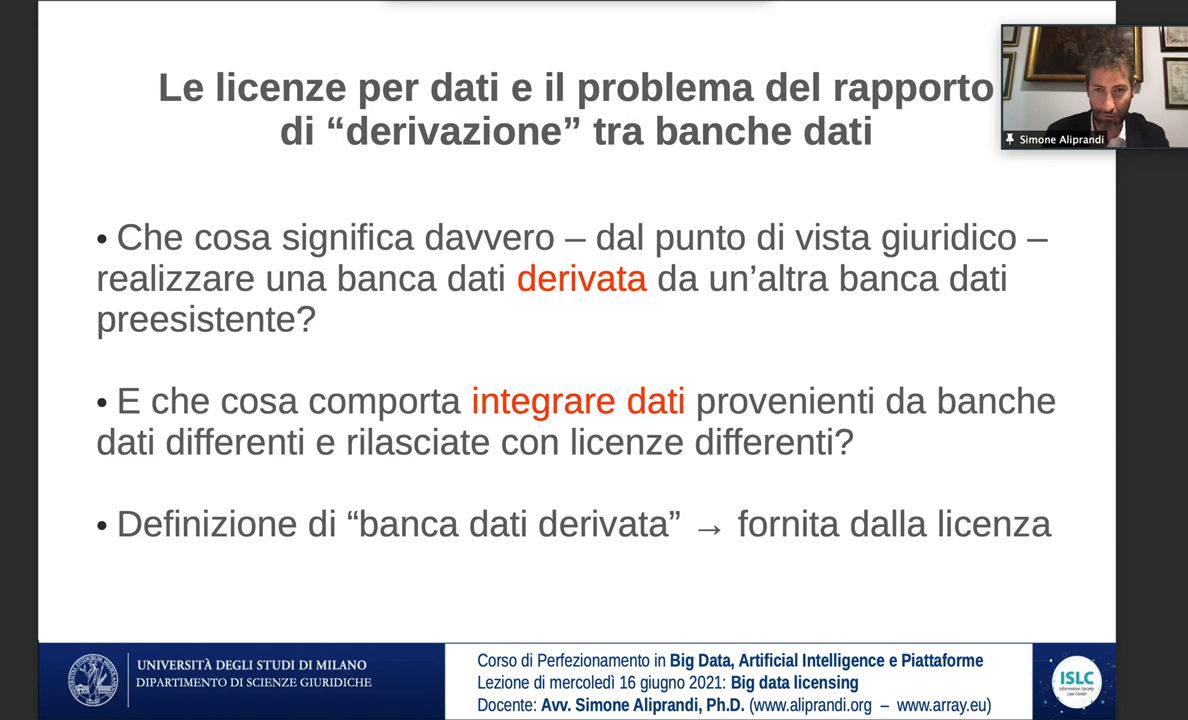 Le licenze per dati e il problema del rapporto
di “derivazione” tra banche dati
Simone Aliprandi
• Che cosa significa davvero – dal punto di vista giuridico –
realizzare una banca dati derivata da un’altra banca dati
preesistente?
• E che cosa comporta integrare dati provenienti da banche
dati differenti e rilasciate con licenze differenti?
• Definizione di “banca dati derivata” → fornita dalla licenza
UNIVERSITÀ DEGLI STUDI DI MILANO
DIPARTIMENTO DI SCIENZE GIURIDICHE
Corso di Perfezionamento in Big Data, Artificial Intelligence e Piattaforme
Lezione di mercoledì 16 giugno 2021: Big data licensing
Docente: Avv. Simone Aliprandi, Ph.D. (www.aliprandi.org – www.array.eu)
ISLC
Information Society
Law Center